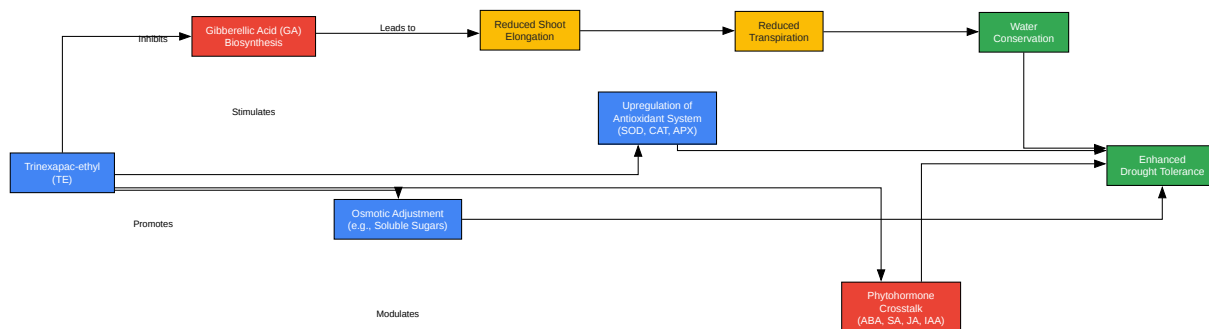 Gibberellic Acid (GA)
Biosynthesis
Inhibits
Leads to
Reduced Shoot
Elongation
Reduced
Transpiration
Water
Conservation
Stimulates
Upregulation of
Antioxidant System
(SOD, CAT, APX)
Trinexapac-ethyl
(TE)
Enhanced
Drought Tolerance
Promotes
Osmotic Adjustment
(e.g., Soluble Sugars)
Modulates
Phytohormone
Crosstalk
(ABA, SA, JA, IAA)